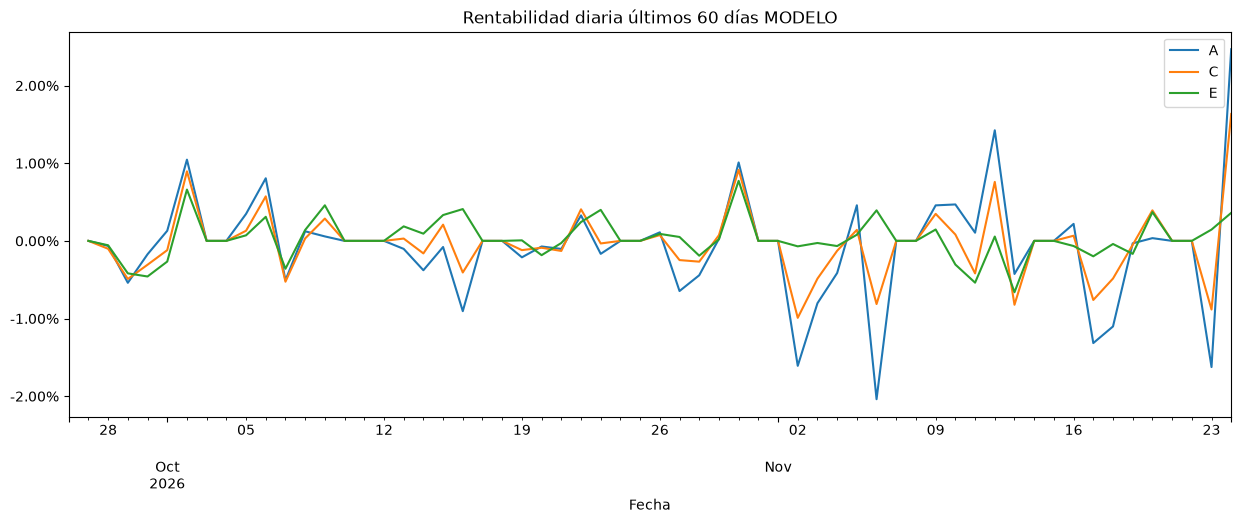 Rentabilidad diaria últimos 60 días MODELO
A
C
E
2.00%
1.00%
0.00%
-1.00%
-2.00%
28 05 12 19 26 02 09 16 23
Oct Nov
2026
Fecha